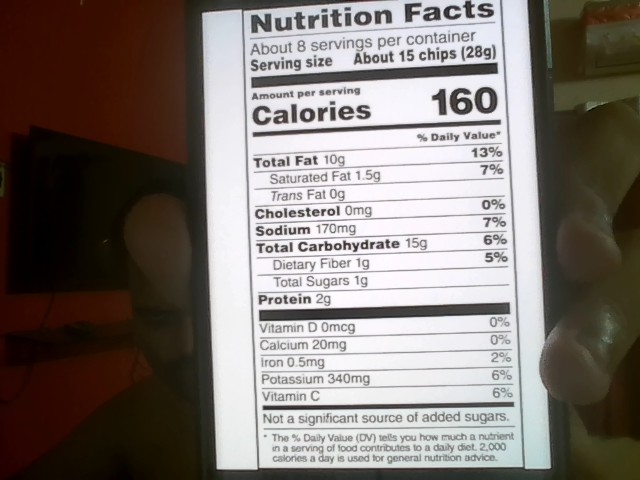 Nutrition Facts
About 8 servings per container
Serving size About 15 chips (28g)
Amount per serving
Calories 160
% Daily Value*
Total Fat 10g 13%
Saturated Fat 1.5g 7%
Trans Fat 0g
Cholesterol 0mg 0%
Sodium 170mg 7%
Total Carbohydrate 15g 6%
Dietary Fiber 1g 5%
Total Sugars 1g
Protein 2g
Vitamin D 0mcg 0%
Calcium 20mg 0%
Iron 0.5mg 2%
Potassium 340mg 6%
Vitamin C 6%
Not a significant source of added sugars.
* The % Daily Value (DV) tells you how much a nutrient
in a serving of food contributes to a daily diet. 2,000
calories a day is used for general nutrition advice.